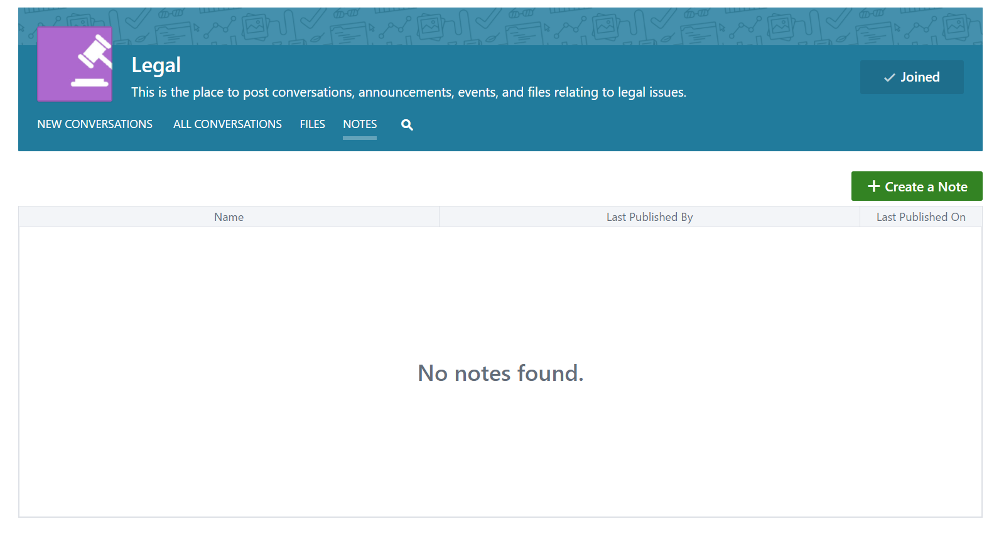 Legal
Joined
This is the place to post conversations, announcements, events, and files relating to legal issues.
NEW CONVERSATIONS ALL CONVERSATIONS FILES NOTES
Create a Note
Name Last Published By Last Published On
No notes found.